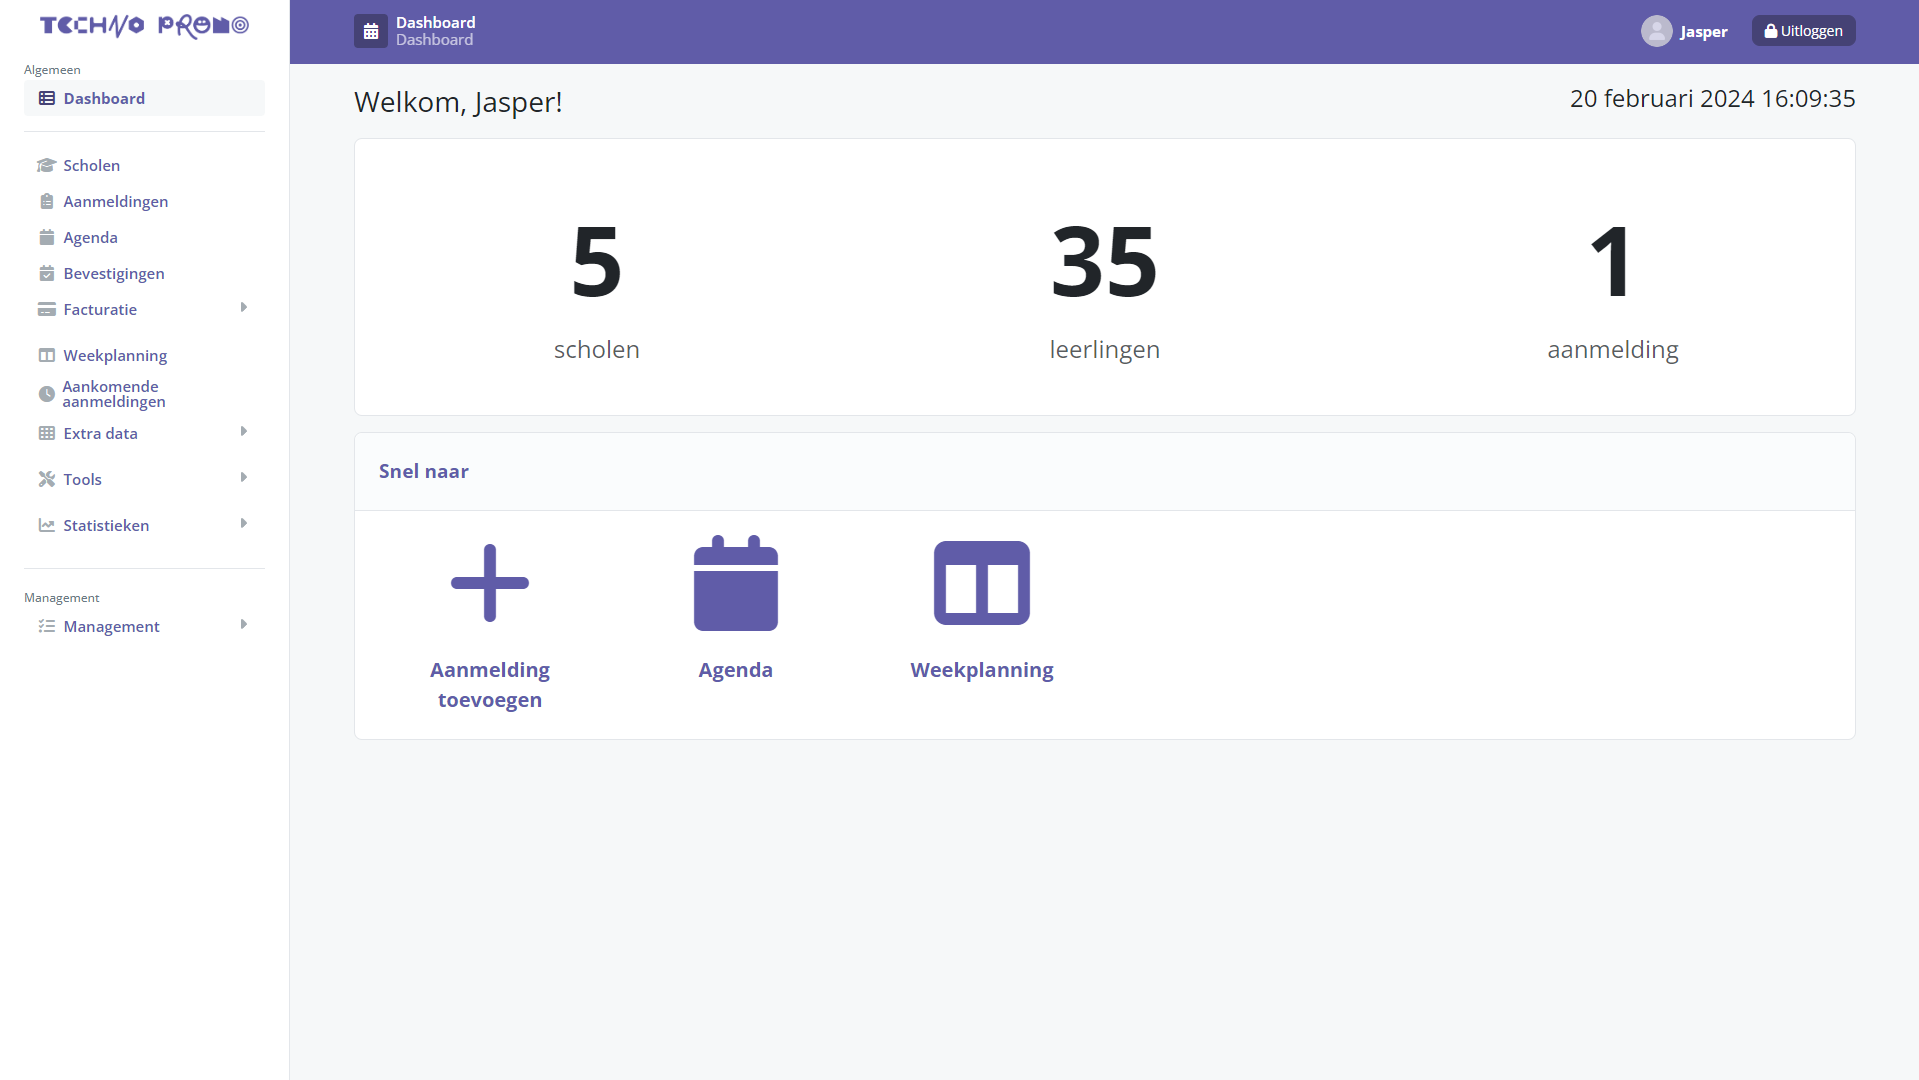 TECHNO PROMO
Algemeen
Dashboard
Scholen
Aanmeldingen
Agenda
Bevestigingen
Facturatie
Weekplanning
Aankomende
aanmeldingen
Extra data
Tools
Statistieken
Management
Management
Dashboard
Dashboard
Jasper
Uitloggen
Welkom, Jasper!
20 februari 2024 16:09:35
5
scholen
35
leerlingen
1
aanmelding
Snel naar
Aanmelding
toevoegen
Agenda
Weekplanning